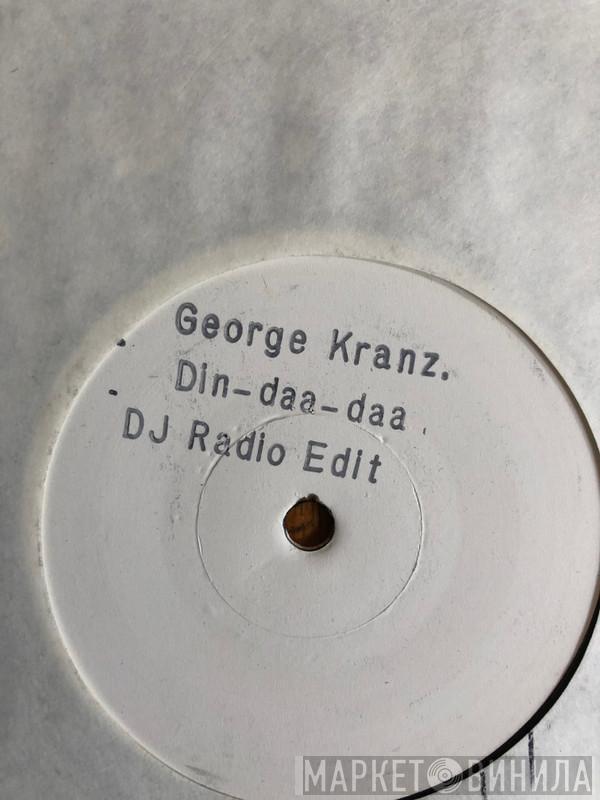 George Kranz.
Din-daa-daa
DJ Radio Edit
МАРКЕТ ВИНИЛА